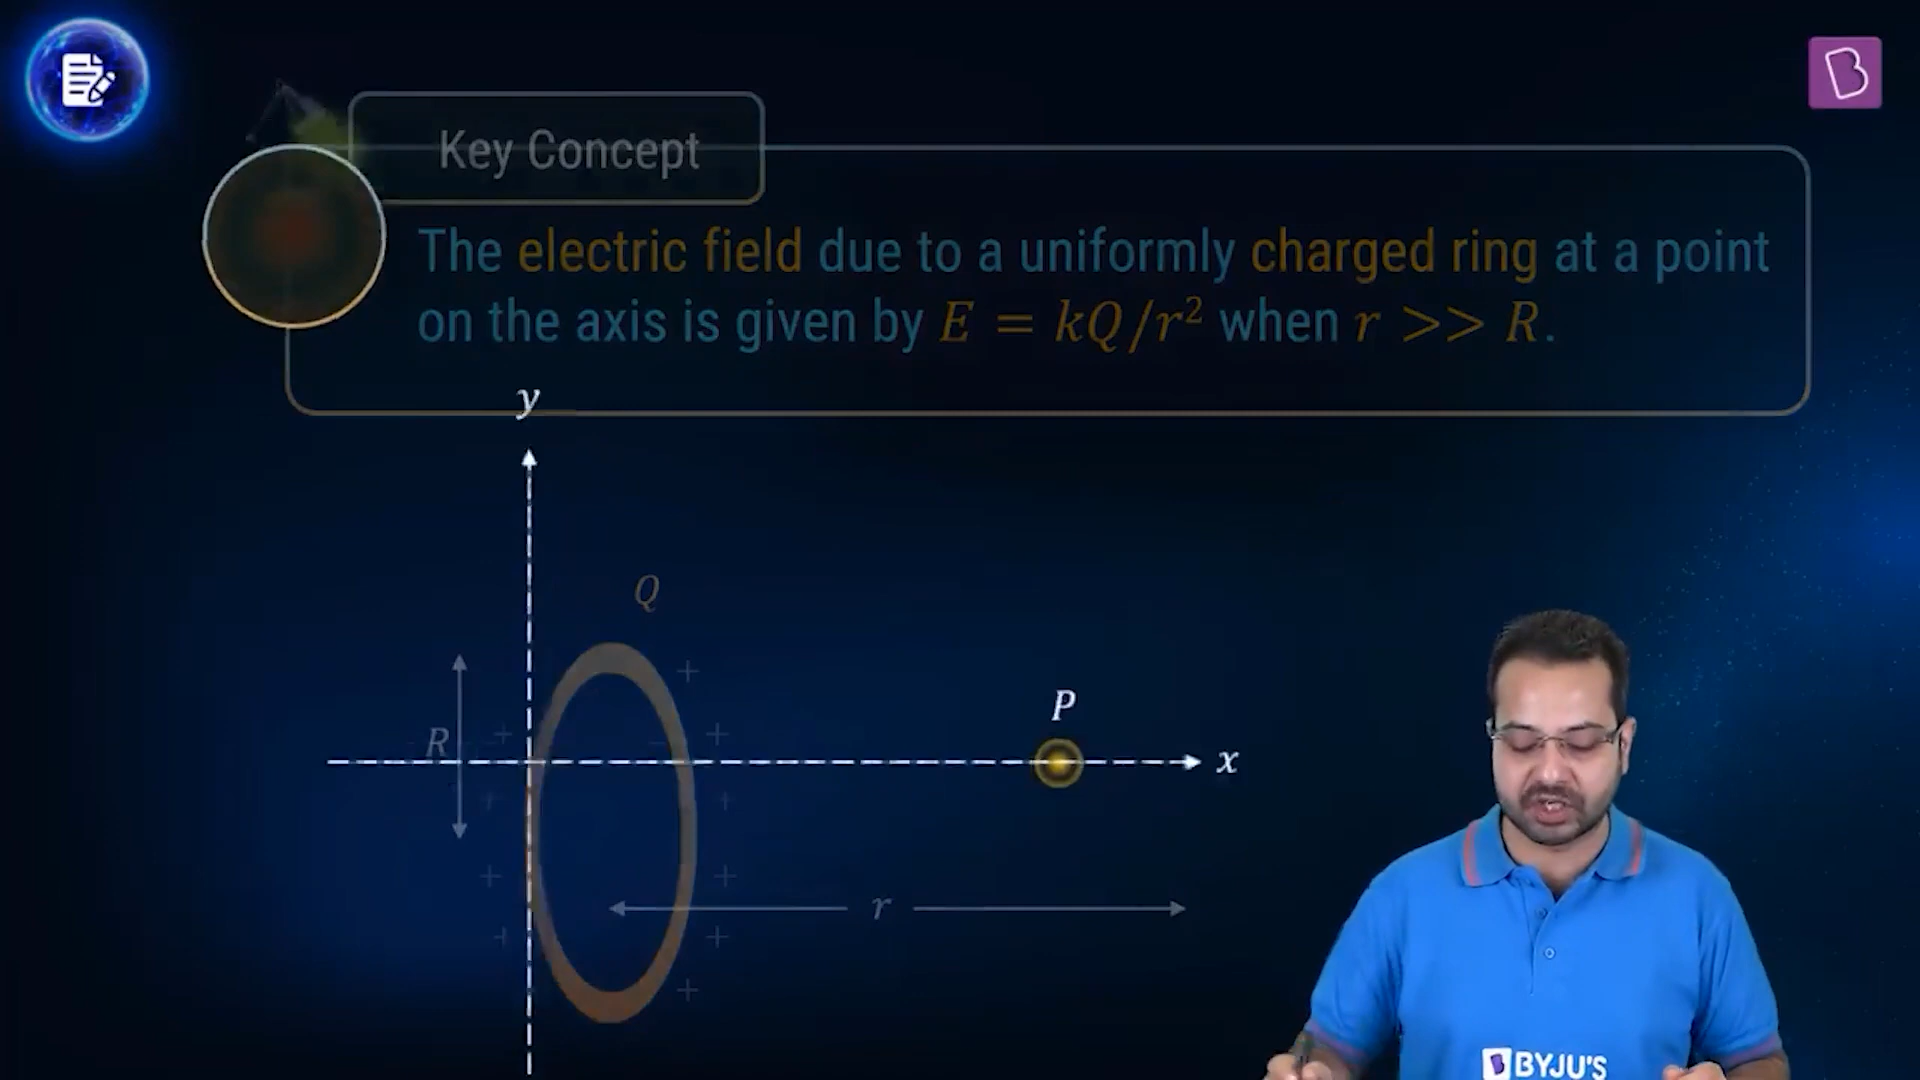 Key Concept
The electric field due to a uniformly charged ring at a point
on the axis is given by E = kQ/r² when r >> R.
y
Q
R
P
x
r
BYJU'S